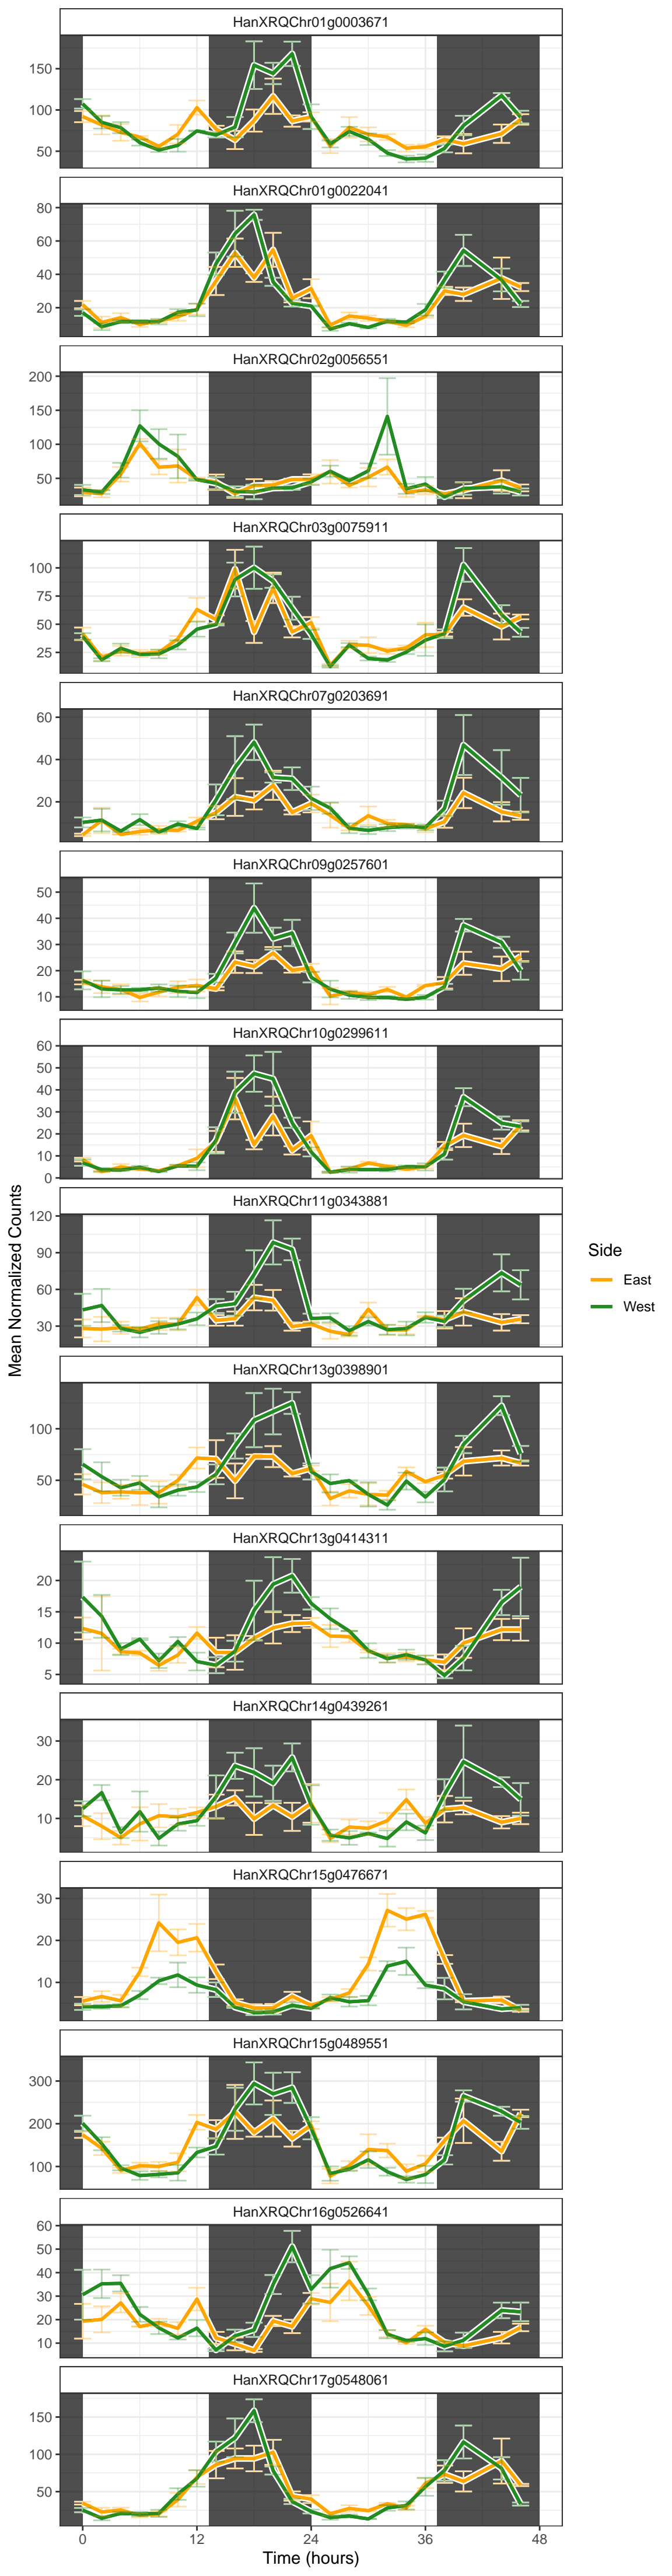 HanXRQChr01g0003671
150
100
50
HanXRQChr01g0022041
80
60
40
20
HanXRQChr02g0056551
200
150
100
50
HanXRQChr03g0075911
100
75
50
25
HanXRQChr07g0203691
60
40
20
HanXRQChr09g0257601
50
40
30
20
10
HanXRQChr10g0299611
60
50
40
30
20
10
0
HanXRQChr11g0343881
120
90
60
30
HanXRQChr13g0398901
100
50
HanXRQChr13g0414311
20
15
10
5
HanXRQChr14g0439261
30
20
10
HanXRQChr15g0476671
30
20
10
HanXRQChr15g0489551
300
200
100
HanXRQChr16g0526641
60
50
40
30
20
10
HanXRQChr17g0548061
150
100
50
0 12 24 36 48
Time (hours)
Mean Normalized Counts
Side
East
West